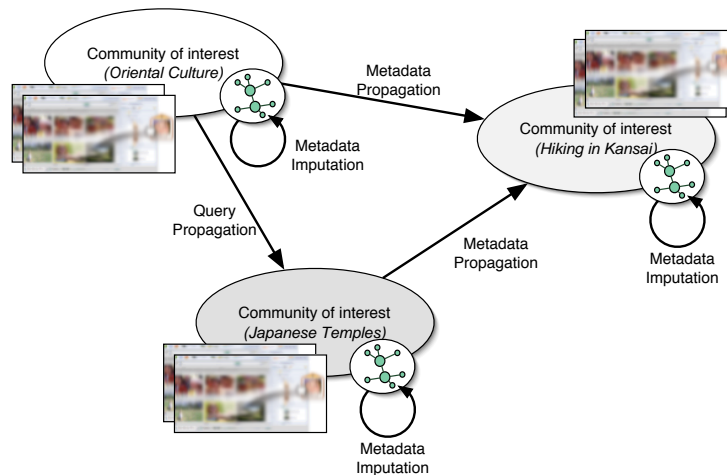 Community of interest
(Oriental Culture)
Metadata
Propagation
Community of interest
(Hiking in Kansai)
Metadata
Imputation
Query
Propagation
Metadata
Propagation
Metadata
Imputation
Community of interest
(Japanese Temples)
Metadata
Imputation